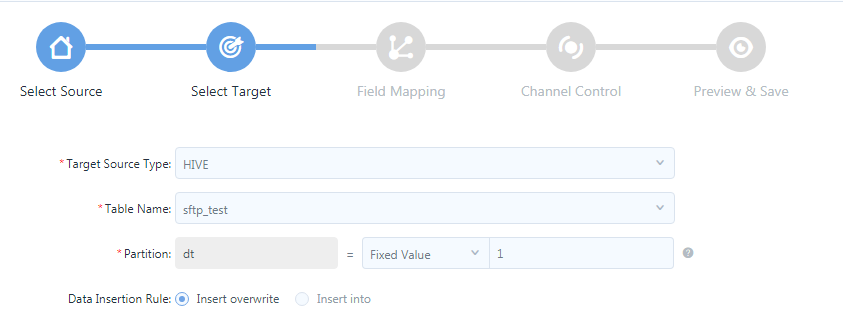 Select Source Select Target Field Mapping Channel Control Preview & Save
*Target Source Type: HIVE
*Table Name: sftp_test
*Partition: dt = Fixed Value 1 ?
Data Insertion Rule: Insert overwrite Insert into